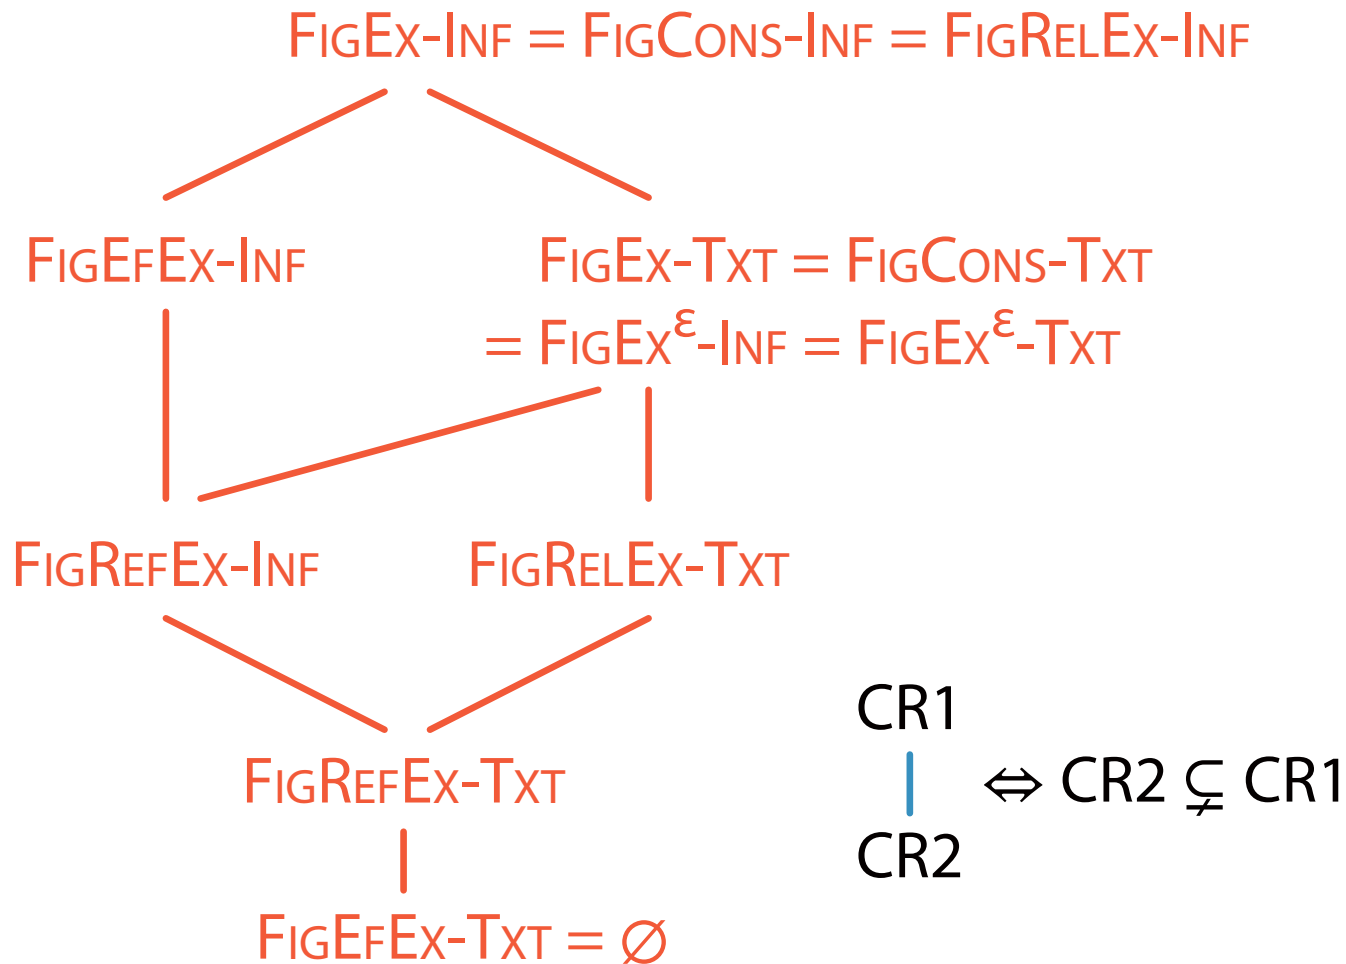 FIGEX-INF = FIGCONS-INF = FIGRELEX-INF
FIGEFEX-INF
FIGEX-TXT = FIGCONS-TXT
= FIGEX^ε-INF = FIGEX^ε-TXT
FIGREFEX-INF
FIGRELEX-TXT
FIGREFEX-TXT
FIGEFEX-TXT = ∅
CR1
⇔ CR2 ⊊ CR1
CR2